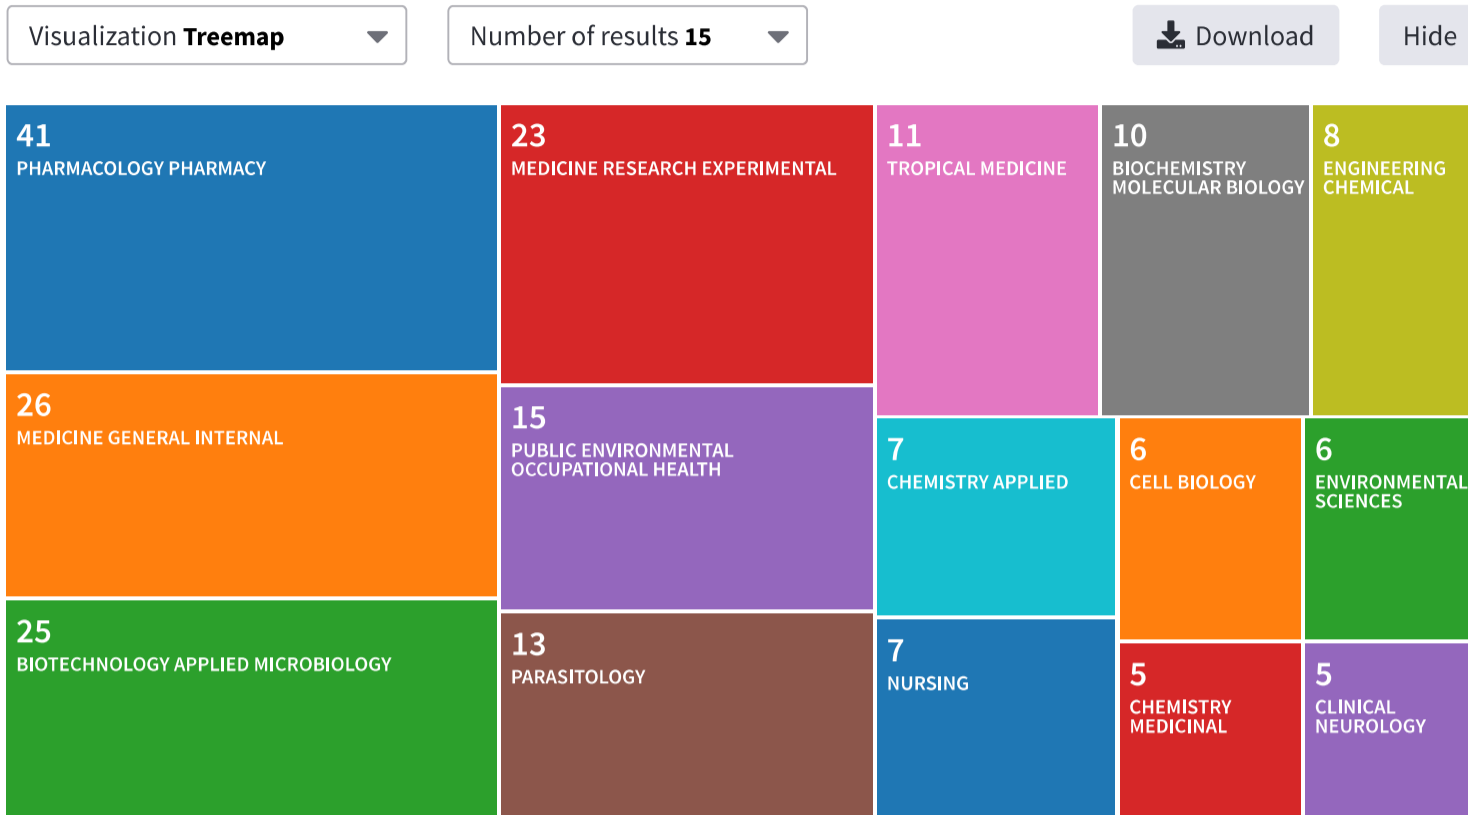 Visualization Treemap
Number of results 15
Download
Hide
41
PHARMACOLOGY PHARMACY
26
MEDICINE GENERAL INTERNAL
25
BIOTECHNOLOGY APPLIED MICROBIOLOGY
23
MEDICINE RESEARCH EXPERIMENTAL
15
PUBLIC ENVIRONMENTAL
OCCUPATIONAL HEALTH
13
PARASITOLOGY
11
TROPICAL MEDICINE
10
BIOCHEMISTRY
MOLECULAR BIOLOGY
8
ENGINEERING
CHEMICAL
7
CHEMISTRY APPLIED
7
NURSING
6
CELL BIOLOGY
6
ENVIRONMENTAL
SCIENCES
5
CHEMISTRY
MEDICINAL
5
CLINICAL
NEUROLOGY